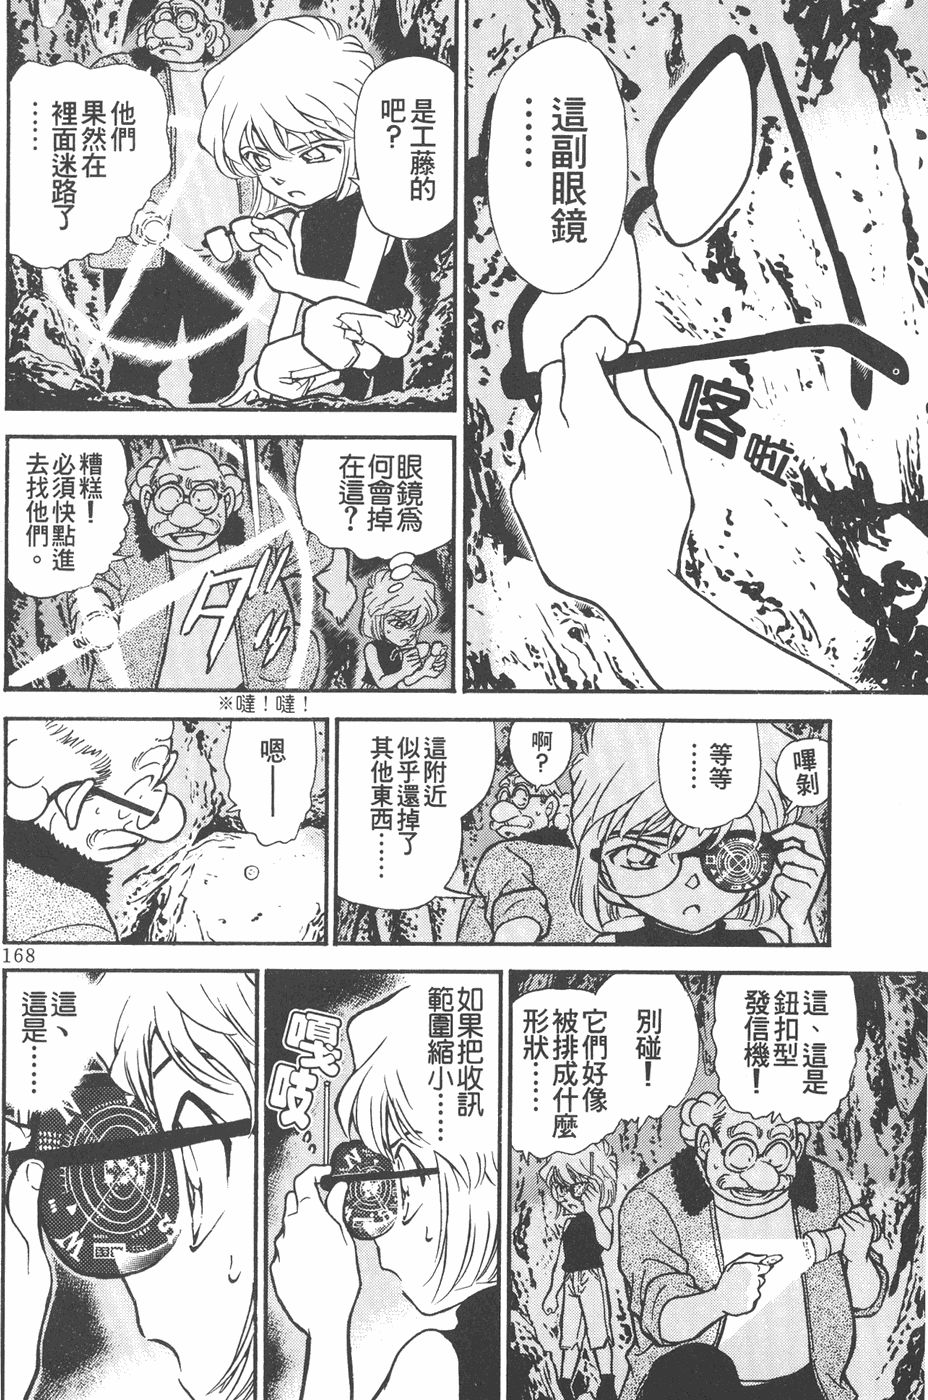 這副眼鏡
……
喀啦
是工藤的
吧？
他們
果然在
裡面迷路了
……
眼鏡為
何會掉
在這？
糟糕！
必須快點進
去找他們。
ダッ
※噠！噠！
嗶剝
等等
……
啊？
這附近
似乎還掉了
其他東西……
嗯——
168
這、這是
鈕扣型
發信機！
別碰！
它們好像
被排成什麼
形狀……
如果把收訊
範圍縮小
……
嘎吱
N
這、
這是……
S
W